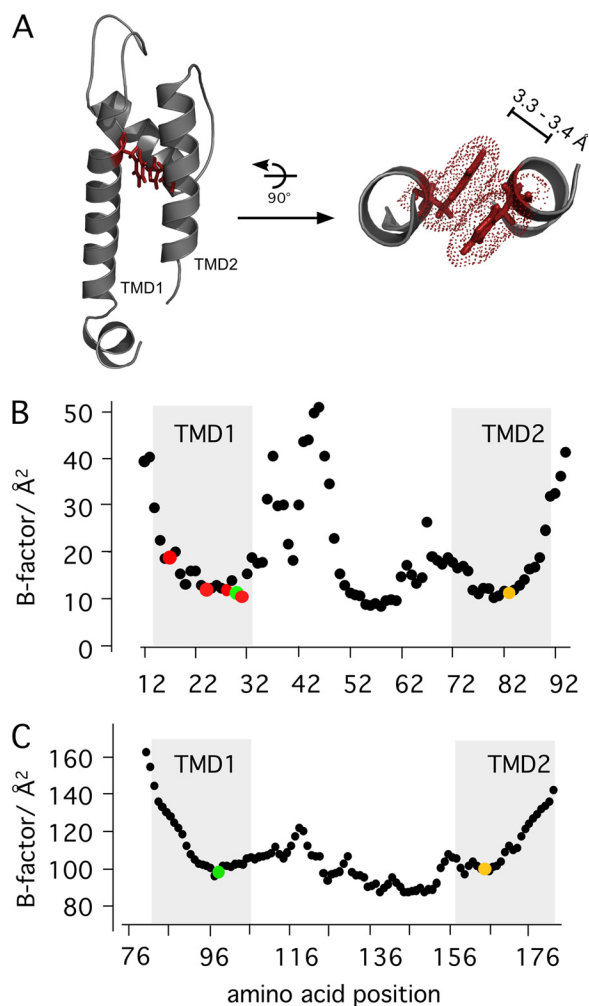 A
3.3 - 3.4 Å
90°
TMD2
TMD1
B
50
TMD1
TMD2
40
30
20
10
0
B-factor/ Å²
12 22 32 42 52 62 72 82 92
C
160
TMD1
TMD2
140
120
100
80
B-factor/ Å²
76 96 116 136 156 176
amino acid position